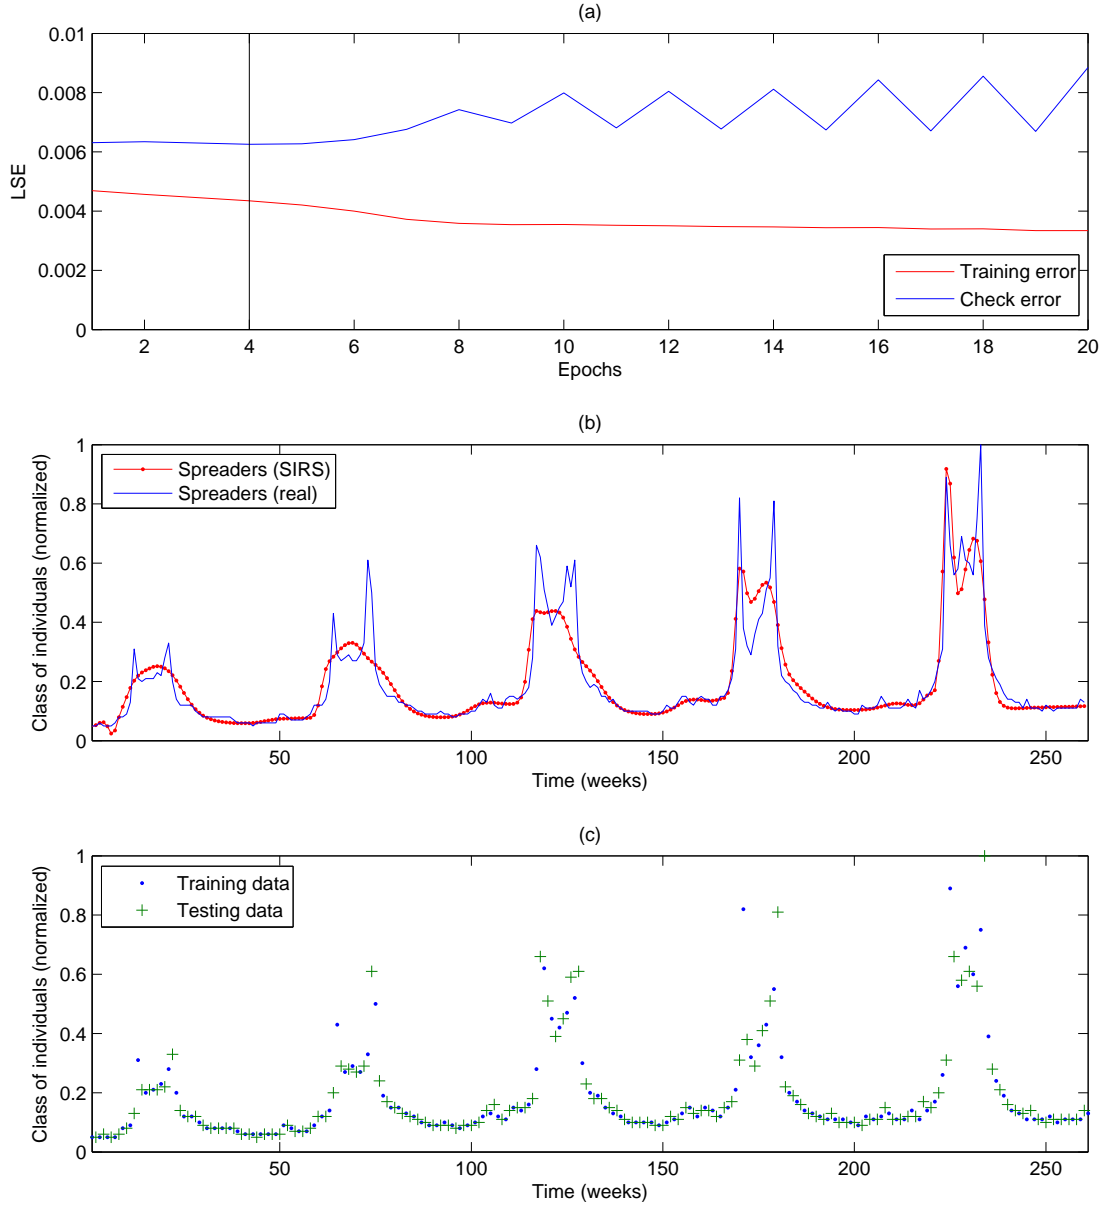 (a)
0.01
0.008
0.006
0.004
0.002
0
LSE
2 4 6 8 10 12 14 16 18 20
Epochs
Training error
Check error
(b)
1
0.8
0.6
0.4
0.2
0
Class of individuals (normalized)
50 100 150 200 250
Time (weeks)
Spreaders (SIRS)
Spreaders (real)
(c)
1
0.8
0.6
0.4
0.2
0
Class of individuals (normalized)
50 100 150 200 250
Time (weeks)
Training data
Testing data